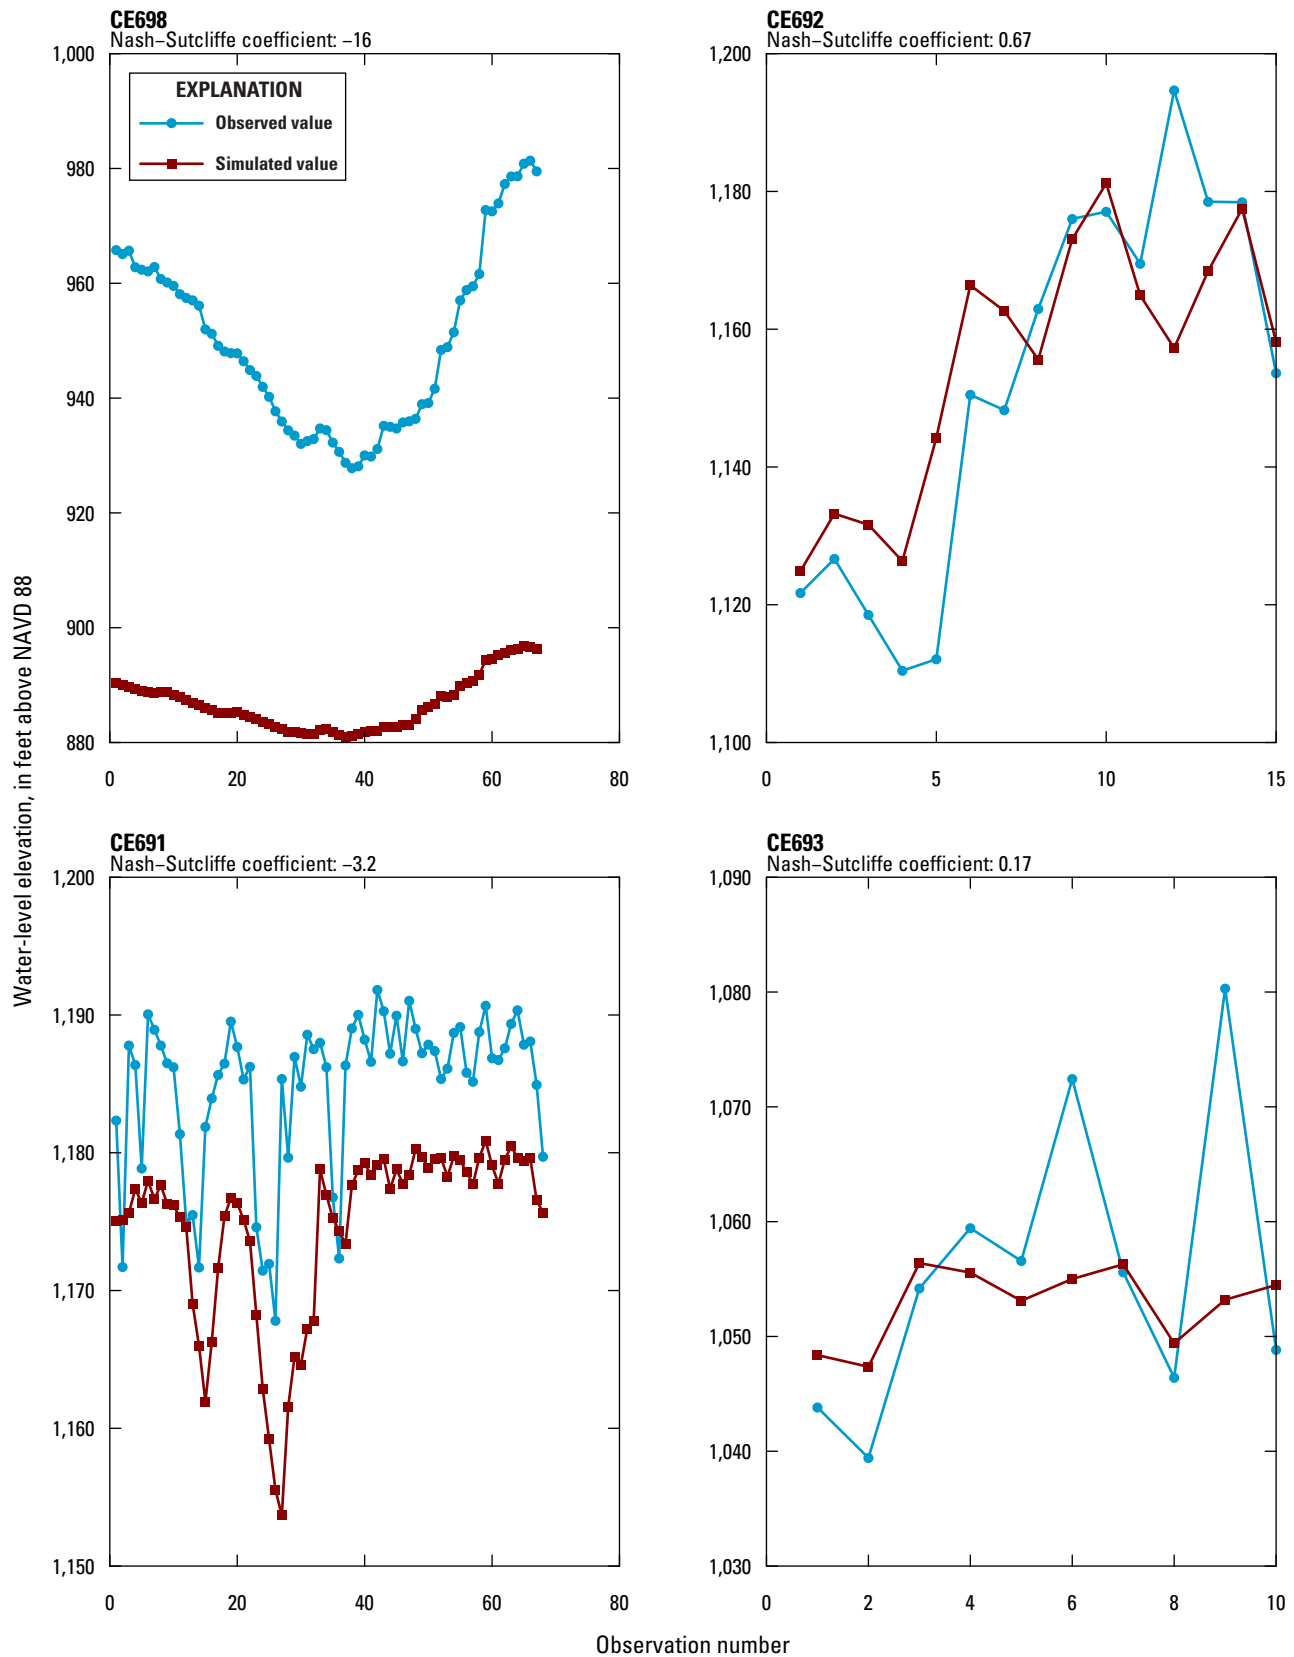 CE698
Nash–Sutcliffe coefficient: –16
1,000
980
960
940
920
900
880
0 20 40 60 80
EXPLANATION
Observed value
Simulated value
CE692
Nash–Sutcliffe coefficient: 0.67
1,200
1,180
1,160
1,140
1,120
1,100
0 5 10 15
CE691
Nash–Sutcliffe coefficient: –3.2
1,200
1,190
1,180
1,170
1,160
1,150
0 20 40 60 80
CE693
Nash–Sutcliffe coefficient: 0.17
1,090
1,080
1,070
1,060
1,050
1,040
1,030
0 2 4 6 8 10
Water-level elevation, in feet above NAVD 88
Observation number